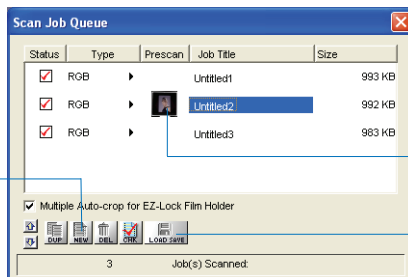 Scan Job Queue
Status Type Prescan Job Title Size
RGB Untitled1 993 KB
RGB Untitled2 992 KB
RGB Untitled3 983 KB
Multiple Auto-crop for EZ-Lock Film Holder
DUP NEW DEL CHK LOAD SAVE
3 Job(s) Scanned: